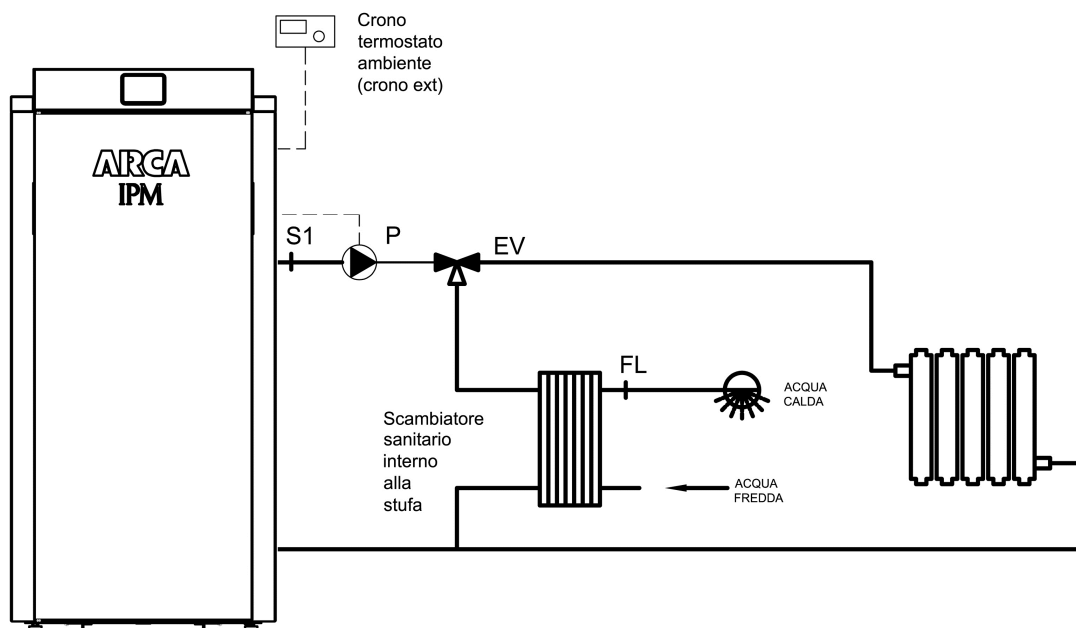 Crono
termostato
ambiente
(crono ext)
ARCA
IPM
S1
P
EV
FL
ACQUA
CALDA
Scambiatore
sanitario
interno
alla
stufa
ACQUA
FREDDA